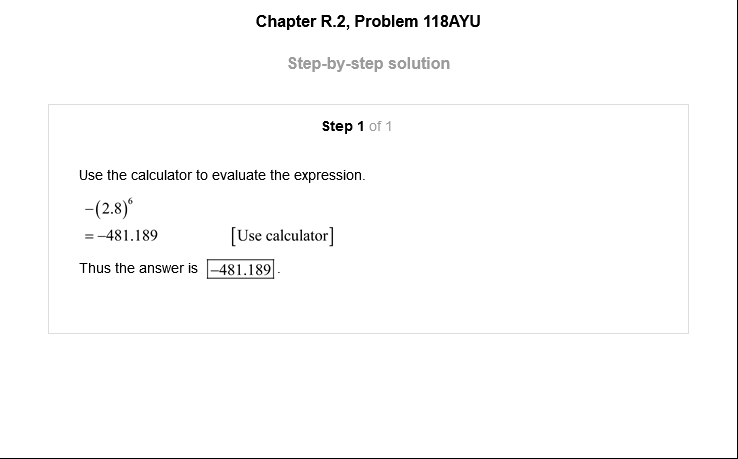 Chapter R.2, Problem 118AYU
Step-by-step solution
Step 1 of 1
Use the calculator to evaluate the expression.
−(2.8)⁶
= −481.189 [Use calculator]
Thus the answer is −481.189.